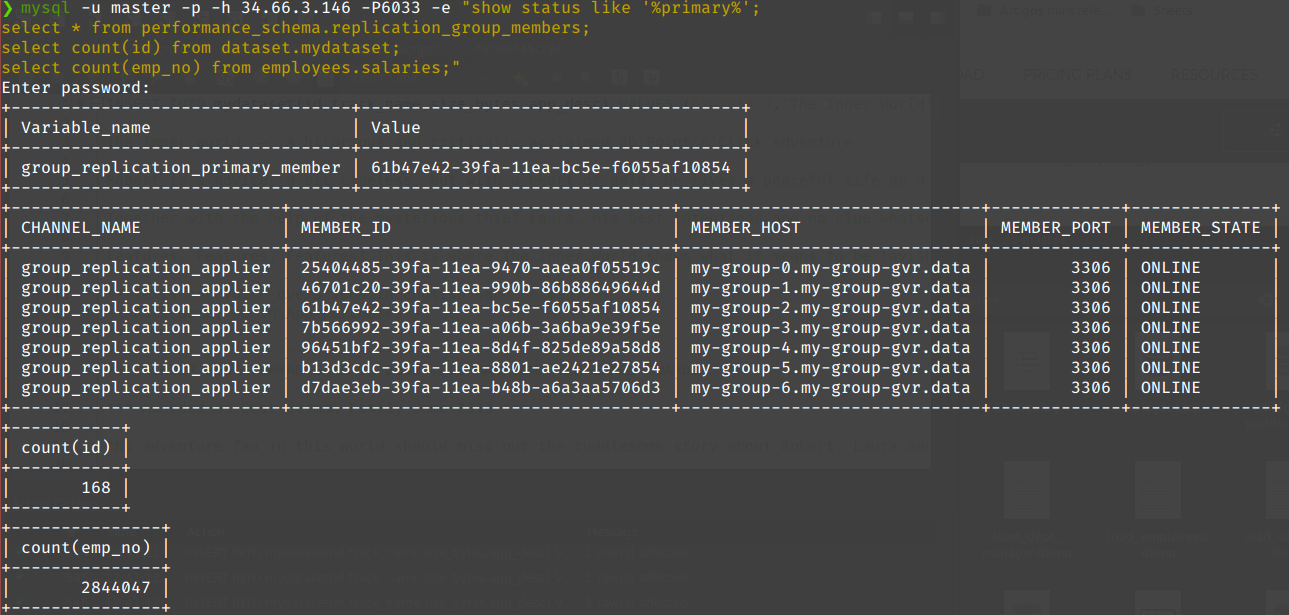 ❯ mysql -u master -p -h 34.66.3.146 -P6033 -e "show status like '%primary%';
select * from performance_schema.replication_group_members;
select count(id) from dataset.mydataset;
select count(emp_no) from employees.salaries;"
Enter password:
+----------------------------------+--------------------------------------+
| Variable_name                    | Value                                |
+----------------------------------+--------------------------------------+
| group_replication_primary_member | 61b47e42-39fa-11ea-bc5e-f6055af10854 |
+----------------------------------+--------------------------------------+
+---------------------------+--------------------------------------+------------------------------+-------------+--------------+
| CHANNEL_NAME              | MEMBER_ID                            | MEMBER_HOST                  | MEMBER_PORT | MEMBER_STATE |
+---------------------------+--------------------------------------+------------------------------+-------------+--------------+
| group_replication_applier | 25404485-39fa-11ea-9470-aaea0f05519c | my-group-0.my-group-gvr.data |        3306 | ONLINE       |
| group_replication_applier | 46701c20-39fa-11ea-990b-86b88649644d | my-group-1.my-group-gvr.data |        3306 | ONLINE       |
| group_replication_applier | 61b47e42-39fa-11ea-bc5e-f6055af10854 | my-group-2.my-group-gvr.data |        3306 | ONLINE       |
| group_replication_applier | 7b566992-39fa-11ea-a06b-3a6ba9e39f5e | my-group-3.my-group-gvr.data |        3306 | ONLINE       |
| group_replication_applier | 96451bf2-39fa-11ea-8d4f-825de89a58d8 | my-group-4.my-group-gvr.data |        3306 | ONLINE       |
| group_replication_applier | b13d3cdc-39fa-11ea-8801-ae2421e27854 | my-group-5.my-group-gvr.data |        3306 | ONLINE       |
| group_replication_applier | d7dae3eb-39fa-11ea-b48b-a6a3aa5706d3 | my-group-6.my-group-gvr.data |        3306 | ONLINE       |
+---------------------------+--------------------------------------+------------------------------+-------------+--------------+
+-----------+
| count(id) |
+-----------+
|       168 |
+-----------+
+---------------+
| count(emp_no) |
+---------------+
|       2844047 |
+---------------+
PRICING PLANS
RESOURCES